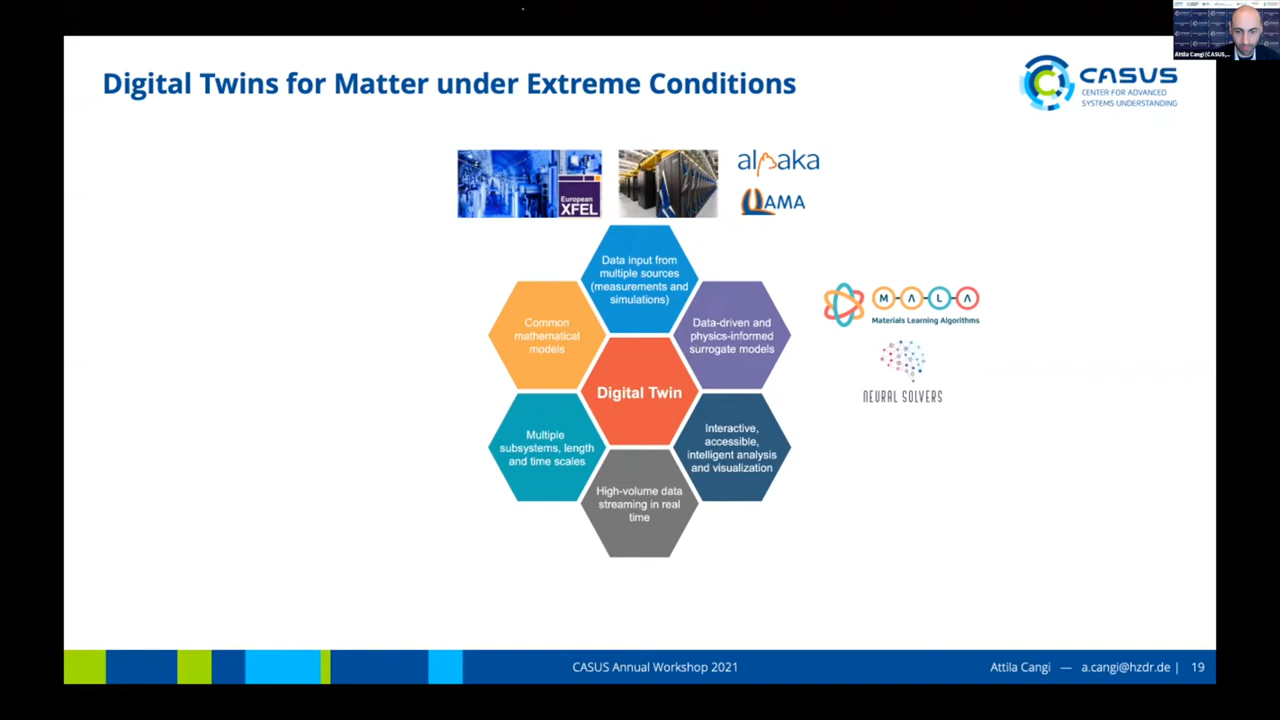 Attila Cangi (CASUS,...
Digital Twins for Matter under Extreme Conditions
CASUS
CENTER FOR ADVANCED
SYSTEMS UNDERSTANDING
European
XFEL
alpaka
LLAMA
Data input from
multiple sources
(measurements and
simulations)
Common
mathematical
models
Data-driven and
physics-informed
surrogate models
M-A-L-A
Materials Learning Algorithms
NEURAL SOLVERS
Digital Twin
Multiple
subsystems, length
and time scales
Interactive,
accessible,
intelligent analysis
and visualization
High-volume data
streaming in real
time
CASUS Annual Workshop 2021
Attila Cangi — a.cangi@hzdr.de | 19